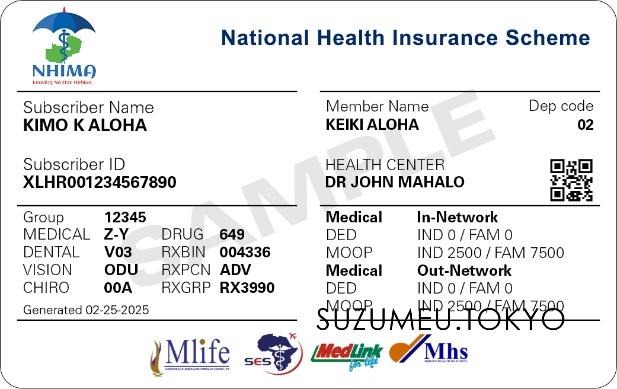 NHIMA
Leaving No One Behind
National Health Insurance Scheme
Subscriber Name
KIMO K ALOHA
Member Name Dep code
KEIKI ALOHA 02
Subscriber ID
XLHR001234567890
HEALTH CENTER
DR JOHN MAHALO
SAMPLE
Group 12345
MEDICAL Z-Y DRUG 649
DENTAL V03 RXBIN 004336
VISION ODU RXPCN ADV
CHIRO 00A RXGRP RX3990
Generated 02-25-2025
Medical In-Network
DED IND 0 / FAM 0
MOOP IND 2500 / FAM 7500
Medical Out-Network
DED IND 0 / FAM 0
MOOP IND 2500 / FAM 7500
SUZUMEU.TOKYO
Mlife
SES
MedLink
for life
Mhs